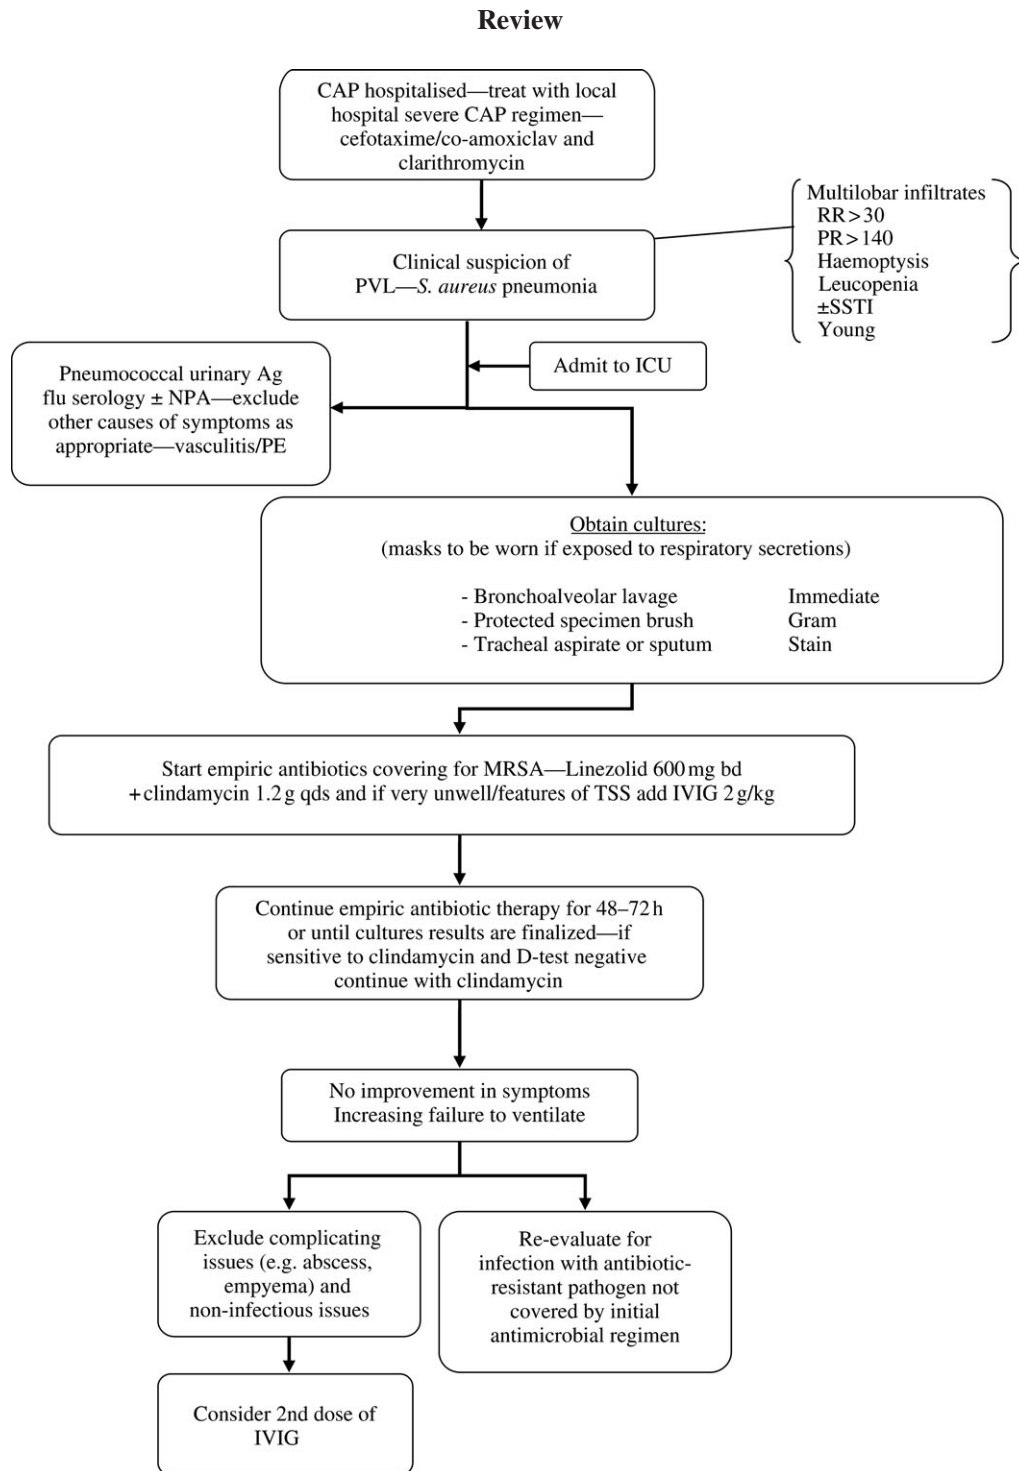 Review
CAP hospitalised—treat with local
hospital severe CAP regimen—
cefotaxime/co-amoxiclav and
clarithromycin
Multilobar infiltrates
RR>30
PR>140
Haemoptysis
Leucopenia
±SSTI
Young
Clinical suspicion of
PVL—S. aureus pneumonia
Admit to ICU
Pneumococcal urinary Ag
flu serology ± NPA—exclude
other causes of symptoms as
appropriate—vasculitis/PE
Obtain cultures:
(masks to be worn if exposed to respiratory secretions)
- Bronchoalveolar lavage Immediate
- Protected specimen brush Gram
- Tracheal aspirate or sputum Stain
Start empiric antibiotics covering for MRSA—Linezolid 600 mg bd
+clindamycin 1.2 g qds and if very unwell/features of TSS add IVIG 2 g/kg
Continue empiric antibiotic therapy for 48–72 h
or until cultures results are finalized—if
sensitive to clindamycin and D-test negative
continue with clindamycin
No improvement in symptoms
Increasing failure to ventilate
Exclude complicating
issues (e.g. abscess,
empyema) and
non-infectious issues
Re-evaluate for
infection with antibiotic-
resistant pathogen not
covered by initial
antimicrobial regimen
Consider 2nd dose of
IVIG